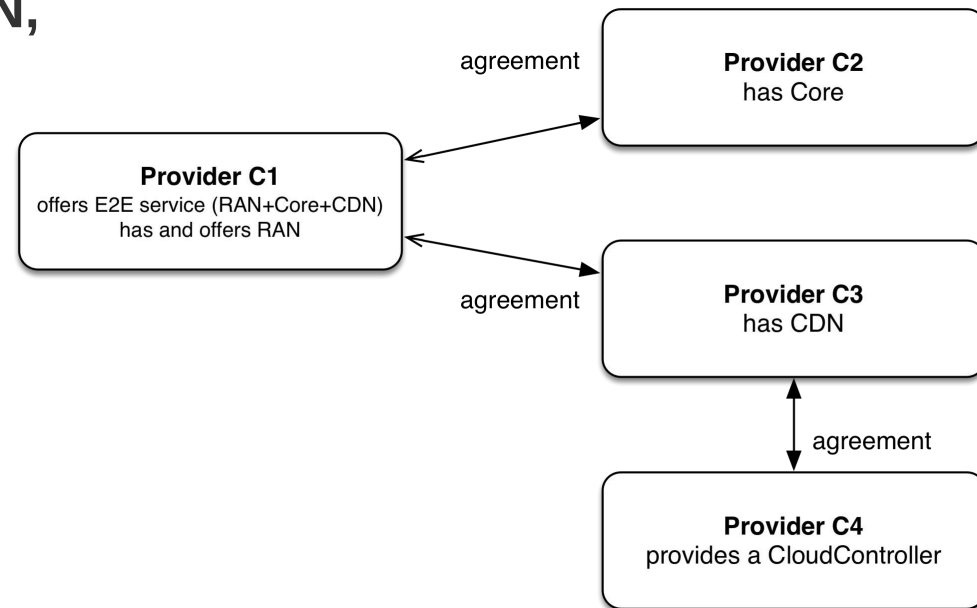 N,
agreement
Provider C2
has Core
Provider C1
offers E2E service (RAN+Core+CDN)
has and offers RAN
agreement
Provider C3
has CDN
agreement
Provider C4
provides a CloudController